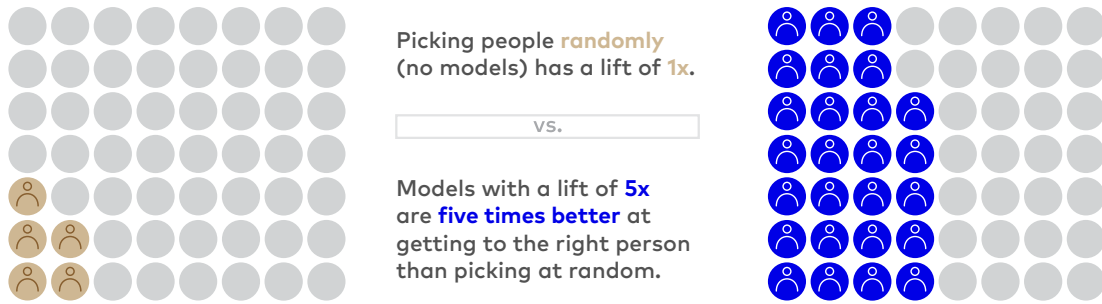 Picking people randomly
(no models) has a lift of 1x.
vs.
Models with a lift of 5x
are five times better at
getting to the right person
than picking at random.